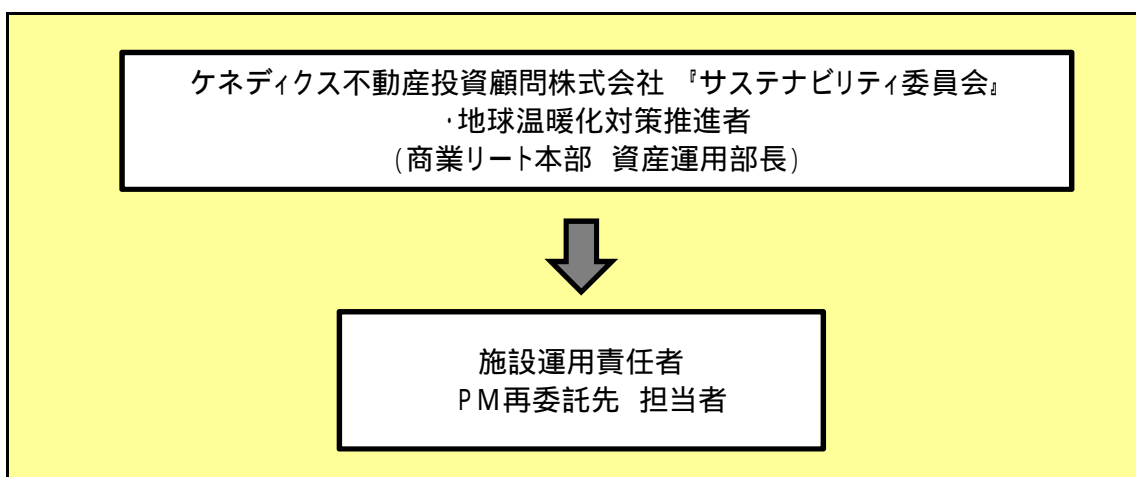 ケネディクス不動産投資顧問株式会社 『サステナビリティ委員会』
・地球温暖化対策推進者
(商業リート本部 資産運用部長)
施設運用責任者
PM再委託先 担当者